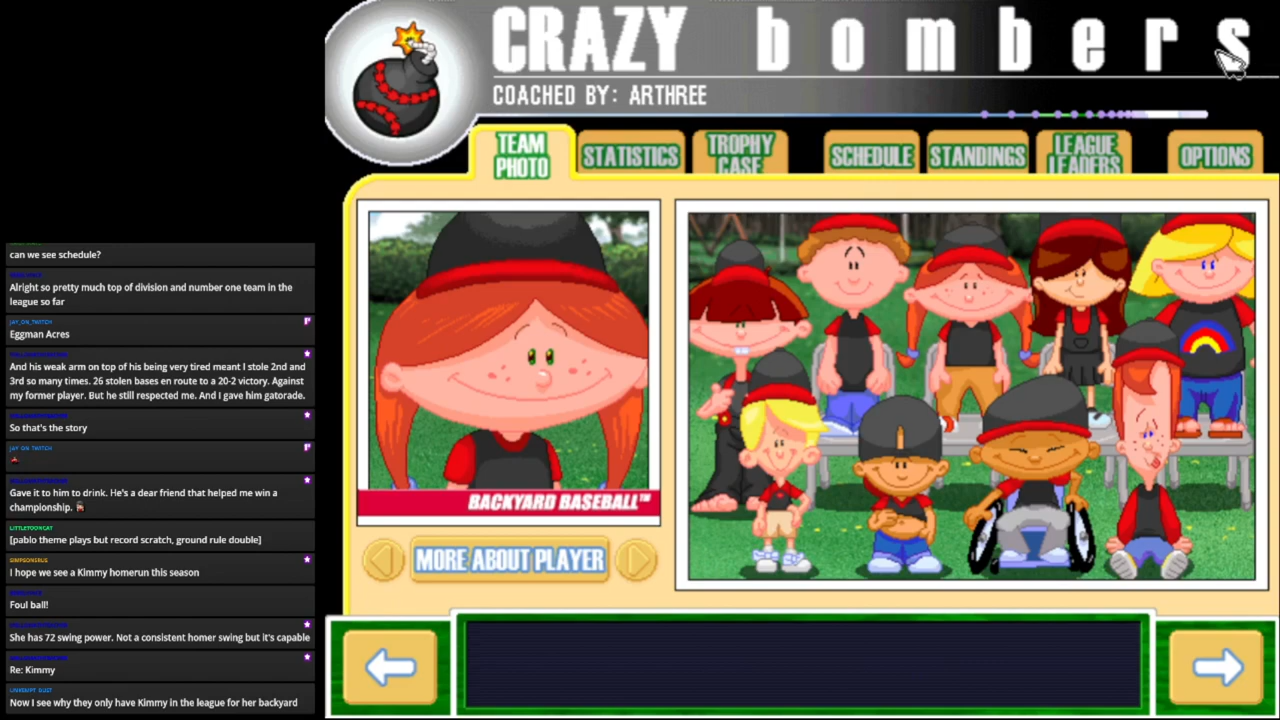 CRAZY bombers
COACHED BY: ARTHREE
TEAM PHOTO
STATISTICS
TROPHY CASE
SCHEDULE
STANDINGS
LEAGUE LEADERS
OPTIONS
BACKYARD BASEBALL™
MORE ABOUT PLAYER
can we see schedule?
Alright so pretty much top of division and number one team in the
league so far
JAY_ON_TWITCH
Eggman Acres
And his weak arm on top of his being very tired meant I stole 2nd and
3rd so many times. 26 stolen bases en route to a 20-2 victory. Against
my former player. But he still respected me. And I gave him gatorade.
So that's the story
JAY_ON_TWITCH
Gave it to him to drink. He's a dear friend that helped me win a
championship.
LITTLETOONCAT
[pablo theme plays but record scratch, ground rule double]
SIMPSONSRUS
I hope we see a Kimmy homerun this season
Foul ball!
She has 72 swing power. Not a consistent homer swing but it's capable
Re: Kimmy
Now I see why they only have Kimmy in the league for her backyard